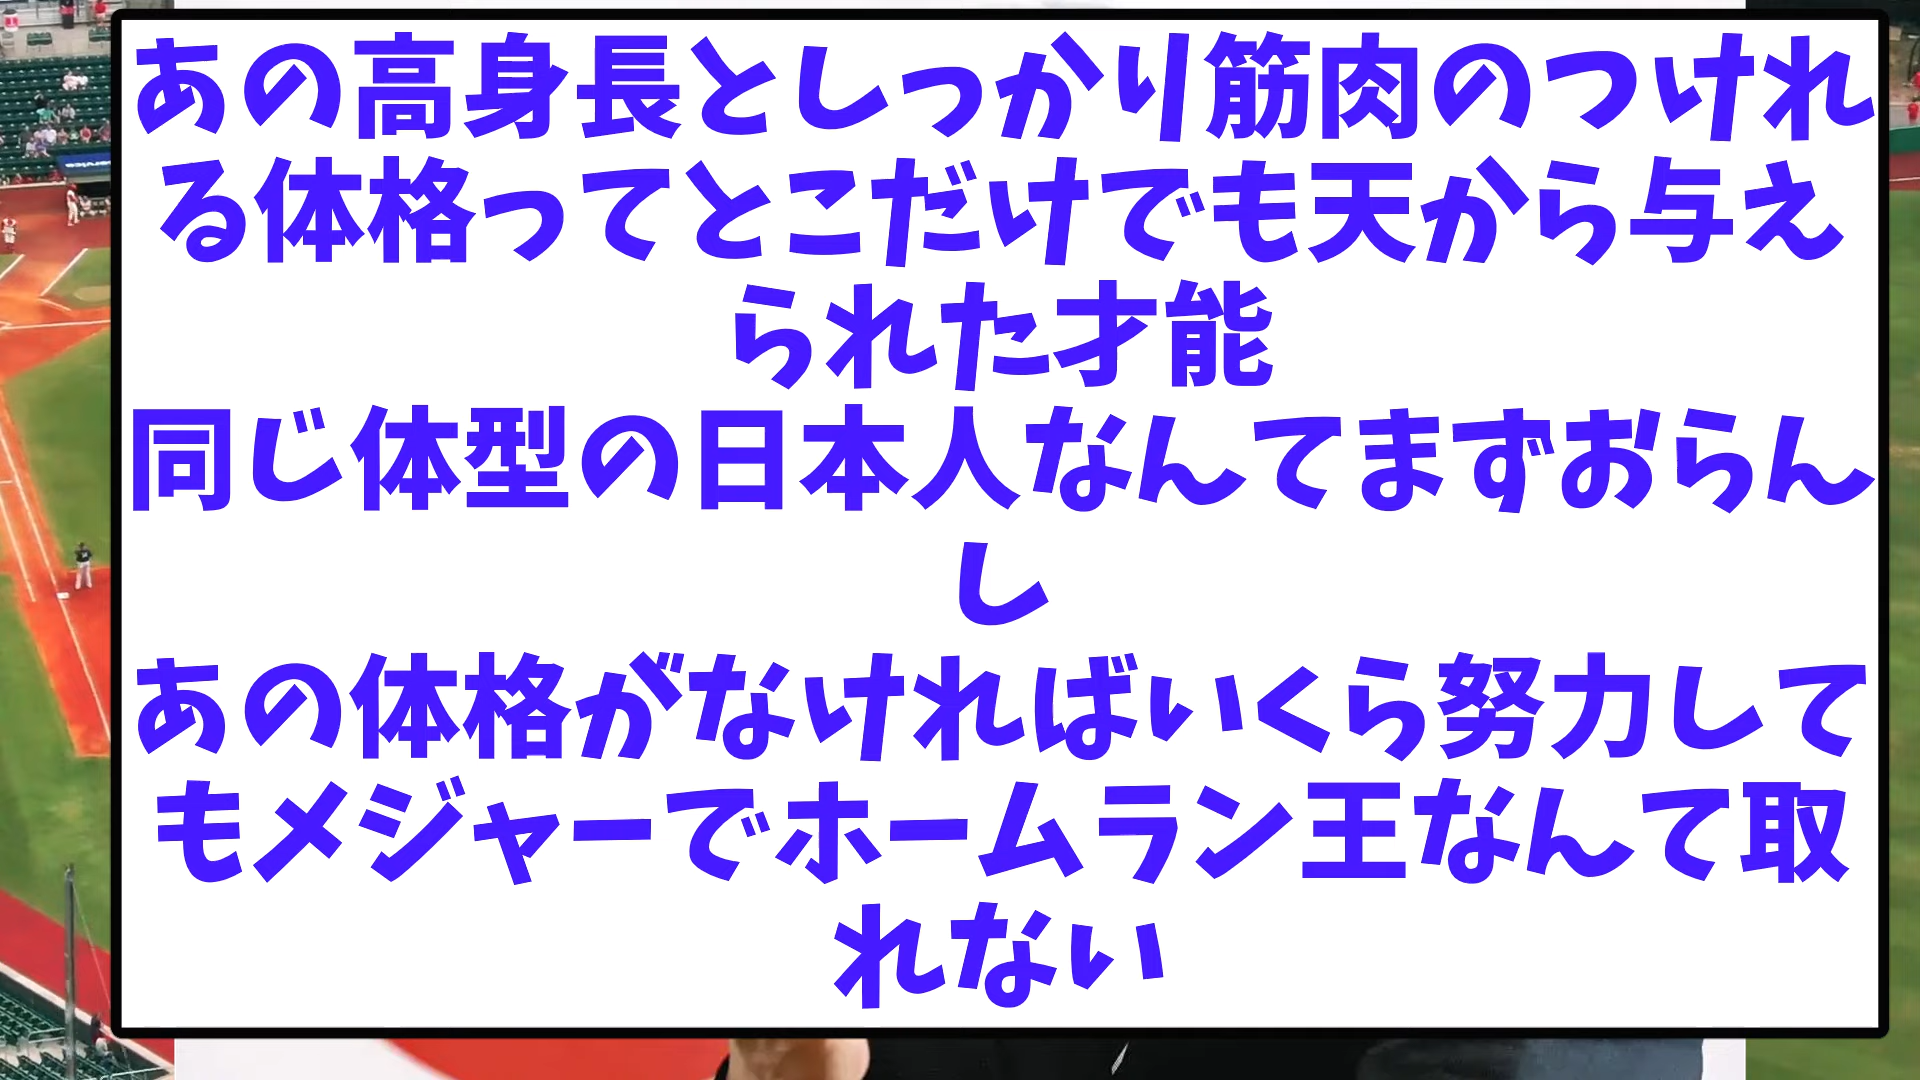 あの高身長としっかり筋肉のつけれ
る体格ってとこだけでも天から与え
られた才能
同じ体型の日本人なんてまずおらん
し
あの体格がなければいくら努力して
もメジャーでホームラン王なんて取
れない